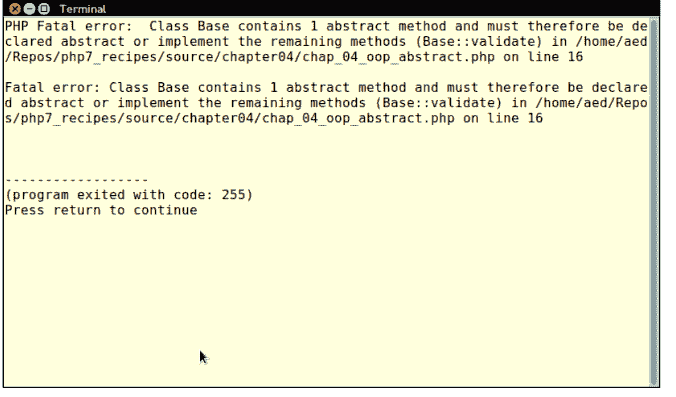 Terminal
PHP Fatal error:  Class Base contains 1 abstract method and must therefore be de
clared abstract or implement the remaining methods (Base::validate) in /home/aed
/Repos/php7_recipes/source/chapter04/chap_04_oop_abstract.php on line 16
Fatal error: Class Base contains 1 abstract method and must therefore be declare
d abstract or implement the remaining methods (Base::validate) in /home/aed/Repo
s/php7_recipes/source/chapter04/chap_04_oop_abstract.php on line 16
------------------
(program exited with code: 255)
Press return to continue